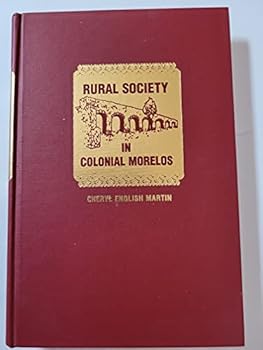 RURAL SOCIETY
IN
COLONIAL MORELOS
CHERYL ENGLISH MARTIN